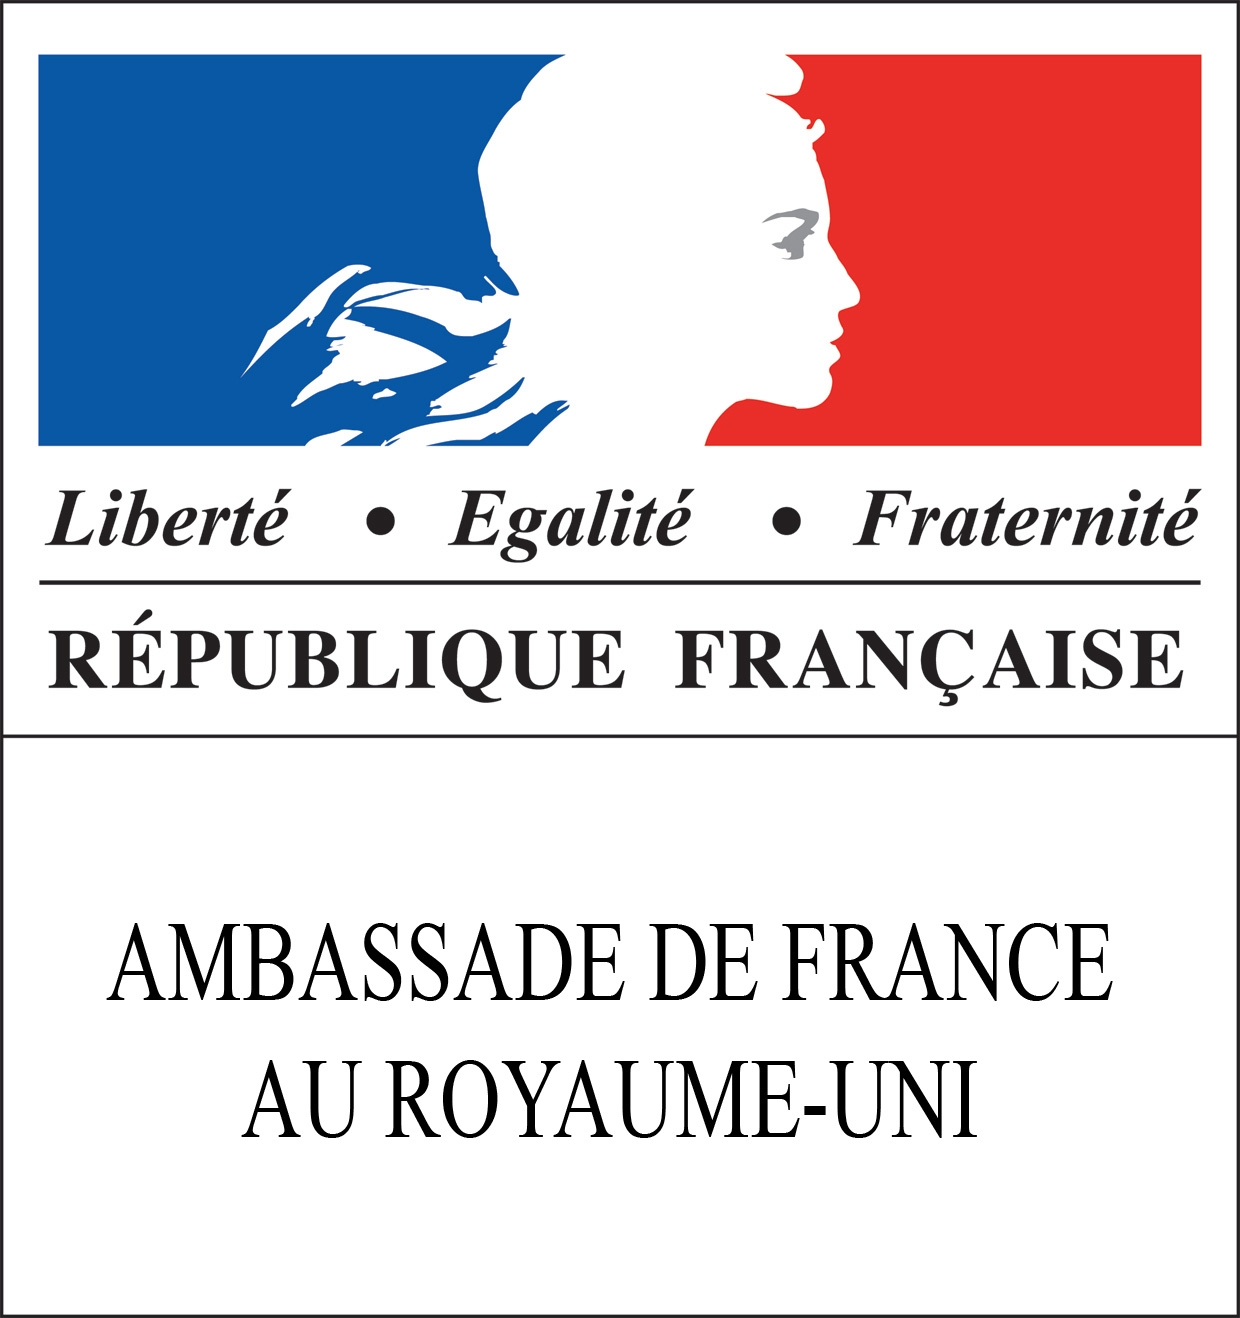 Liberté • Egalité • Fraternité
RÉPUBLIQUE FRANÇAISE
AMBASSADE DE FRANCE
AU ROYAUME-UNI